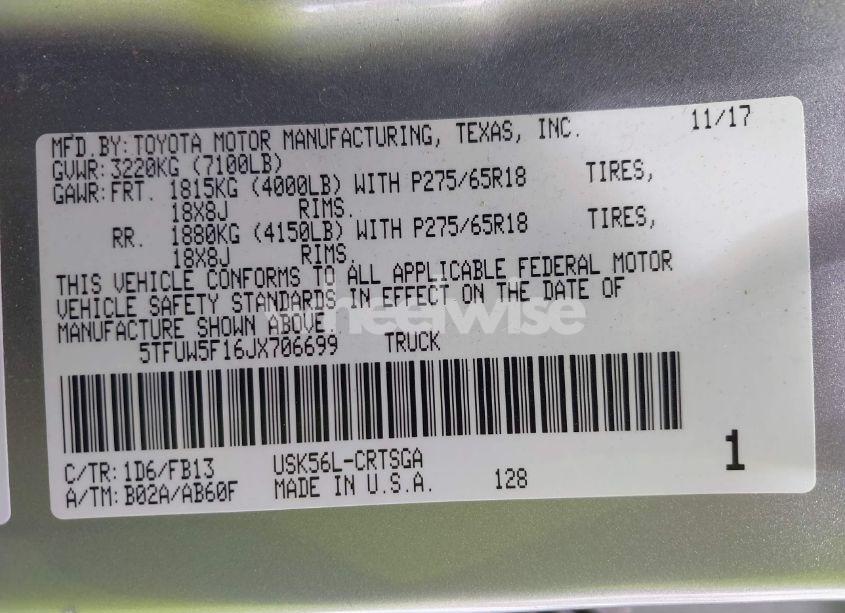 MFD.BY: TOYOTA MOTOR MANUFACTURING, TEXAS, INC. 11/17
GVWR: 3220KG (7100LB)
GAWR: FRT. 1815KG (4000LB) WITH P275/65R18 TIRES,
18X8J RIMS.
RR. 1880KG (4150LB) WITH P275/65R18 TIRES,
18X8J RIMS.
THIS VEHICLE CONFORMS TO ALL APPLICABLE FEDERAL MOTOR
VEHICLE SAFETY STANDARDS IN EFFECT ON THE DATE OF
MANUFACTURE SHOWN ABOVE.
wheelwise
5TFUW5F16JX706699 TRUCK
C/TR: 1D6/FB13 USK56L-CRTSGA 1
A/TM: B02A/AB60F MADE IN U.S.A. 128